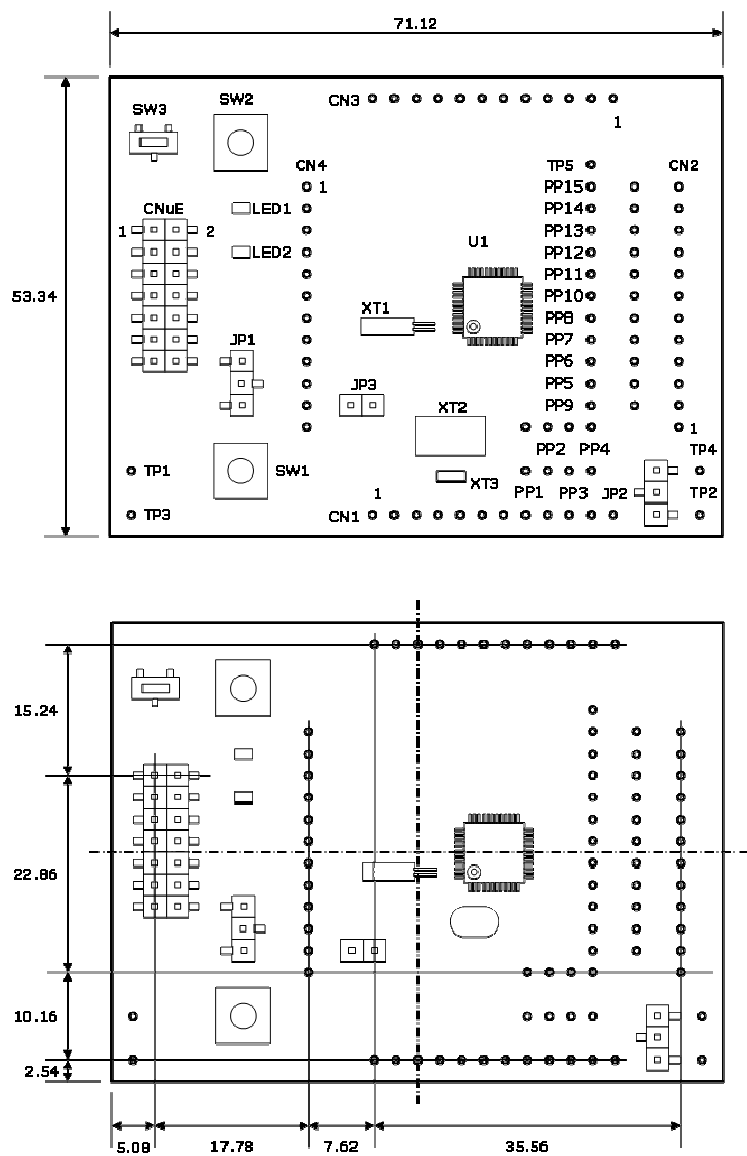 71.12
SW3 SW2 CN3
1
CN4 TP5 CN2
1 PP15
CNuE LED1 PP14
1 2 PP13
U1
LED2 PP12
PP11
53.34 PP10
XT1 PP8
JP1 PP7
PP6
JP3 PP5
XT2 PP9
1
PP2 PP4 TP4
TP1 SW1 XT3
1 PP1 PP3 JP2 TP2
TP3 CN1
15.24
22.86
10.16
2.54
5.08 17.78 7.62 35.56